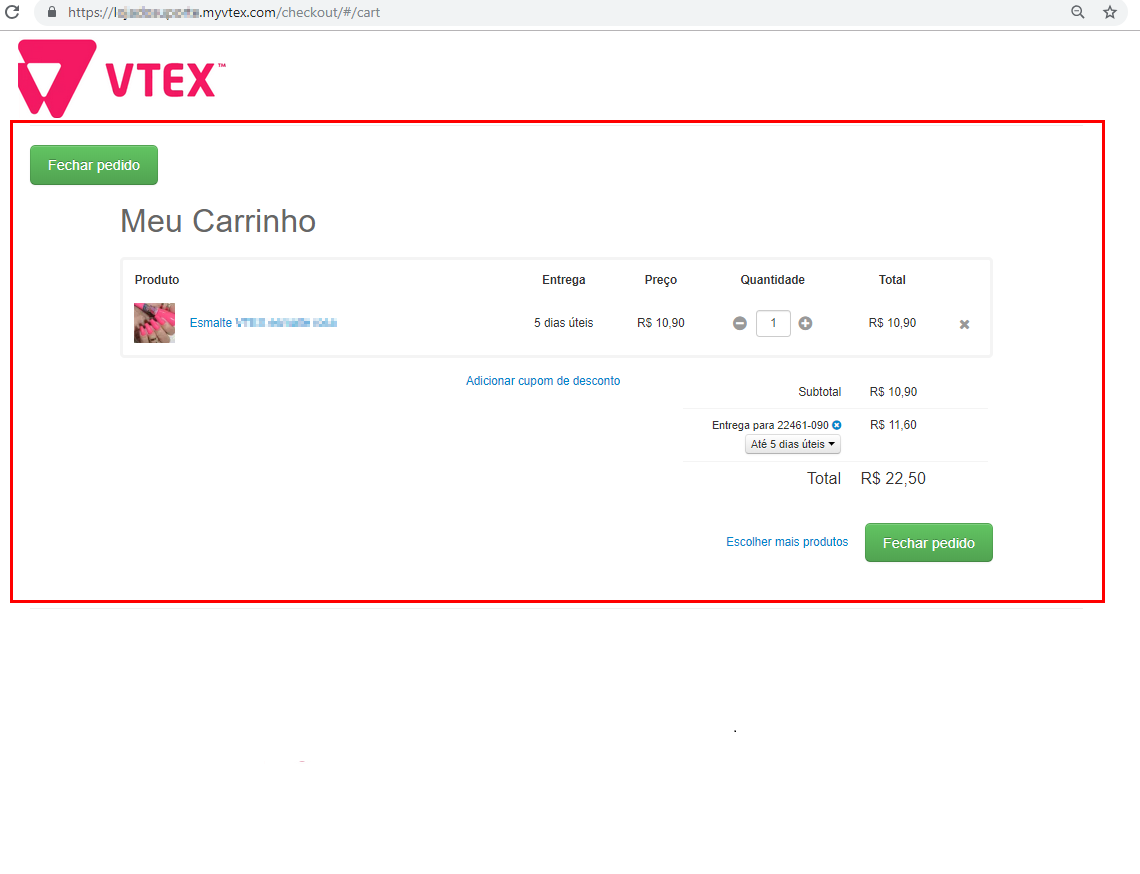 https:// .myvtex.com/checkout/#/cart
VTEX™
Fechar pedido
Meu Carrinho
Produto Entrega Preço Quantidade Total
Esmalte 5 dias úteis R$ 10,90 1 R$ 10,90
Adicionar cupom de desconto
Subtotal R$ 10,90
Entrega para 22461-090 R$ 11,60
Até 5 dias úteis
Total R$ 22,50
Escolher mais produtos Fechar pedido